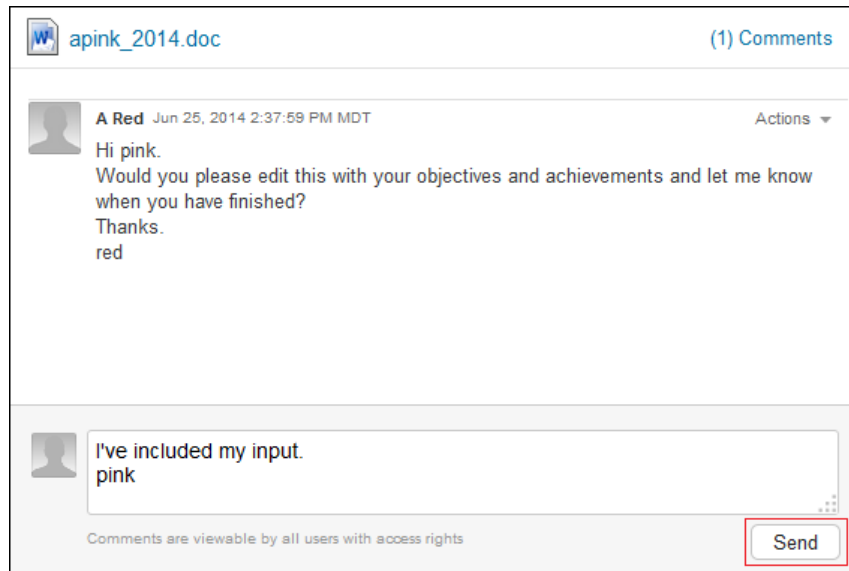 apink_2014.doc
(1) Comments
A Red Jun 25, 2014 2:37:59 PM MDT
Actions
Hi pink.
Would you please edit this with your objectives and achievements and let me know
when you have finished?
Thanks.
red
I've included my input.
pink
Comments are viewable by all users with access rights
Send